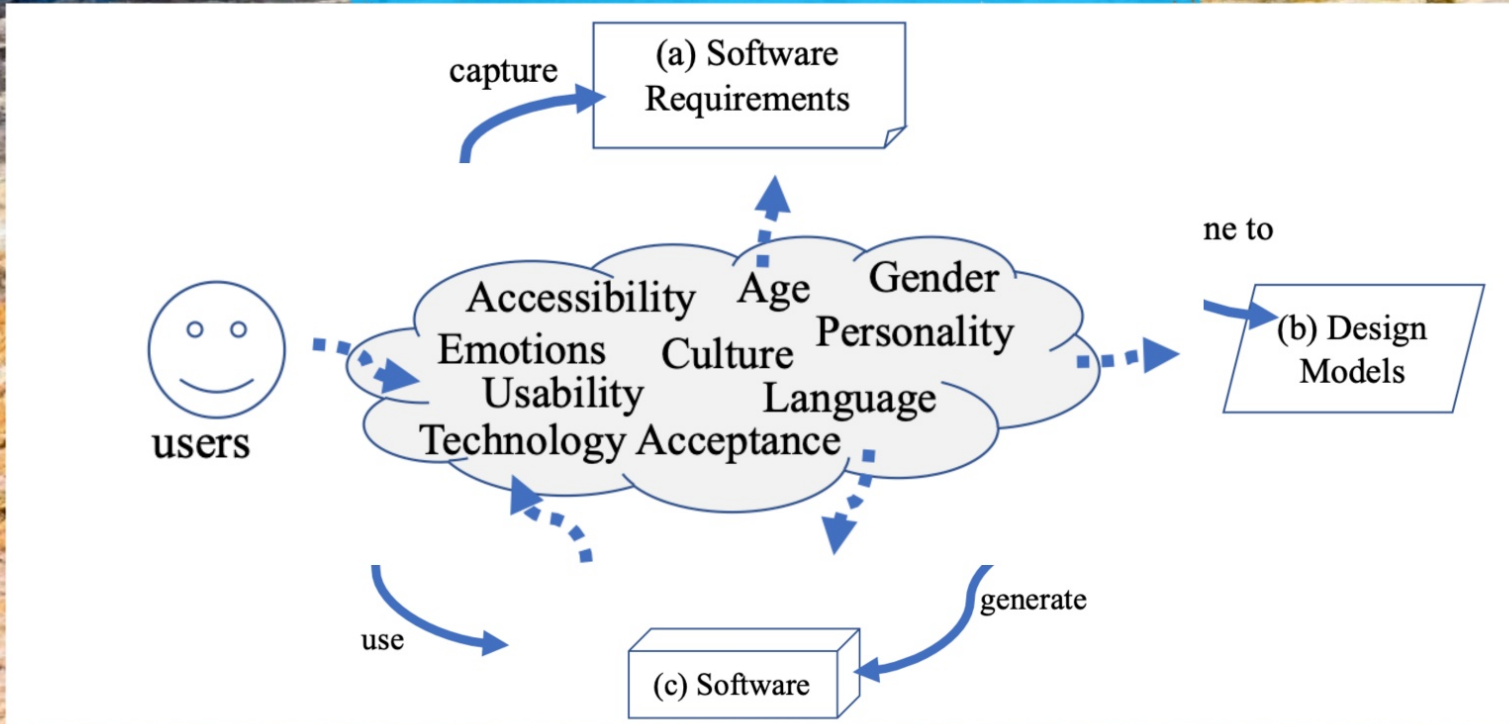 capture
(a) Software
Requirements
ne to
Accessibility
Age
Gender
Emotions
Culture
Personality
Usability
Language
Technology Acceptance
users
(b) Design
Models
use
generate
(c) Software